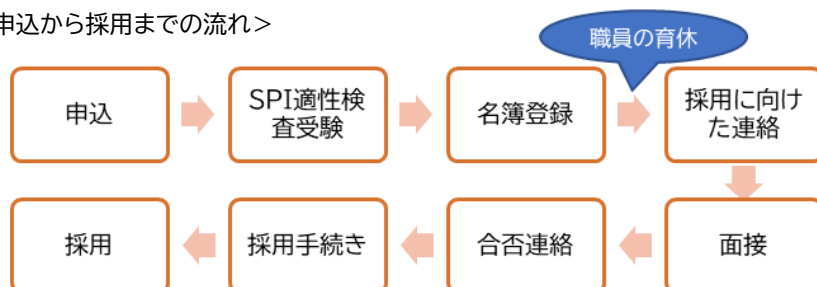 申込から採用までの流れ＞
職員の育休
申込
SPI適性検
査受験
名簿登録
採用に向け
た連絡
面接
合否連絡
採用手続き
採用